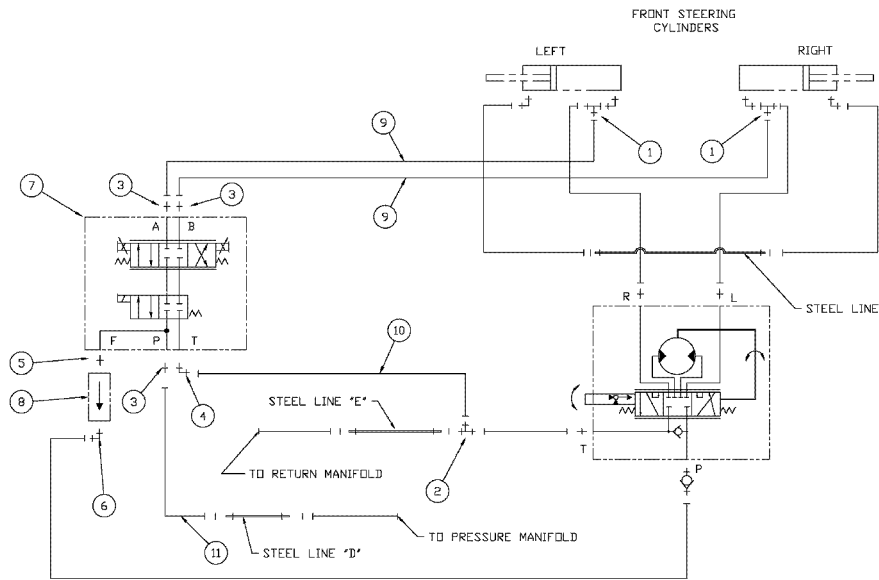 FRONT STEERING
CYLINDERS
LEFT
RIGHT
9
1
1
3
3
7
9
A
B
R
L
STEEL LINE
F
P
T
10
5
3
4
8
STEEL LINE "E"
T
TO RETURN MANIFOLD
P
2
6
11
STEEL LINE "D"
TO PRESSURE MANIFOLD